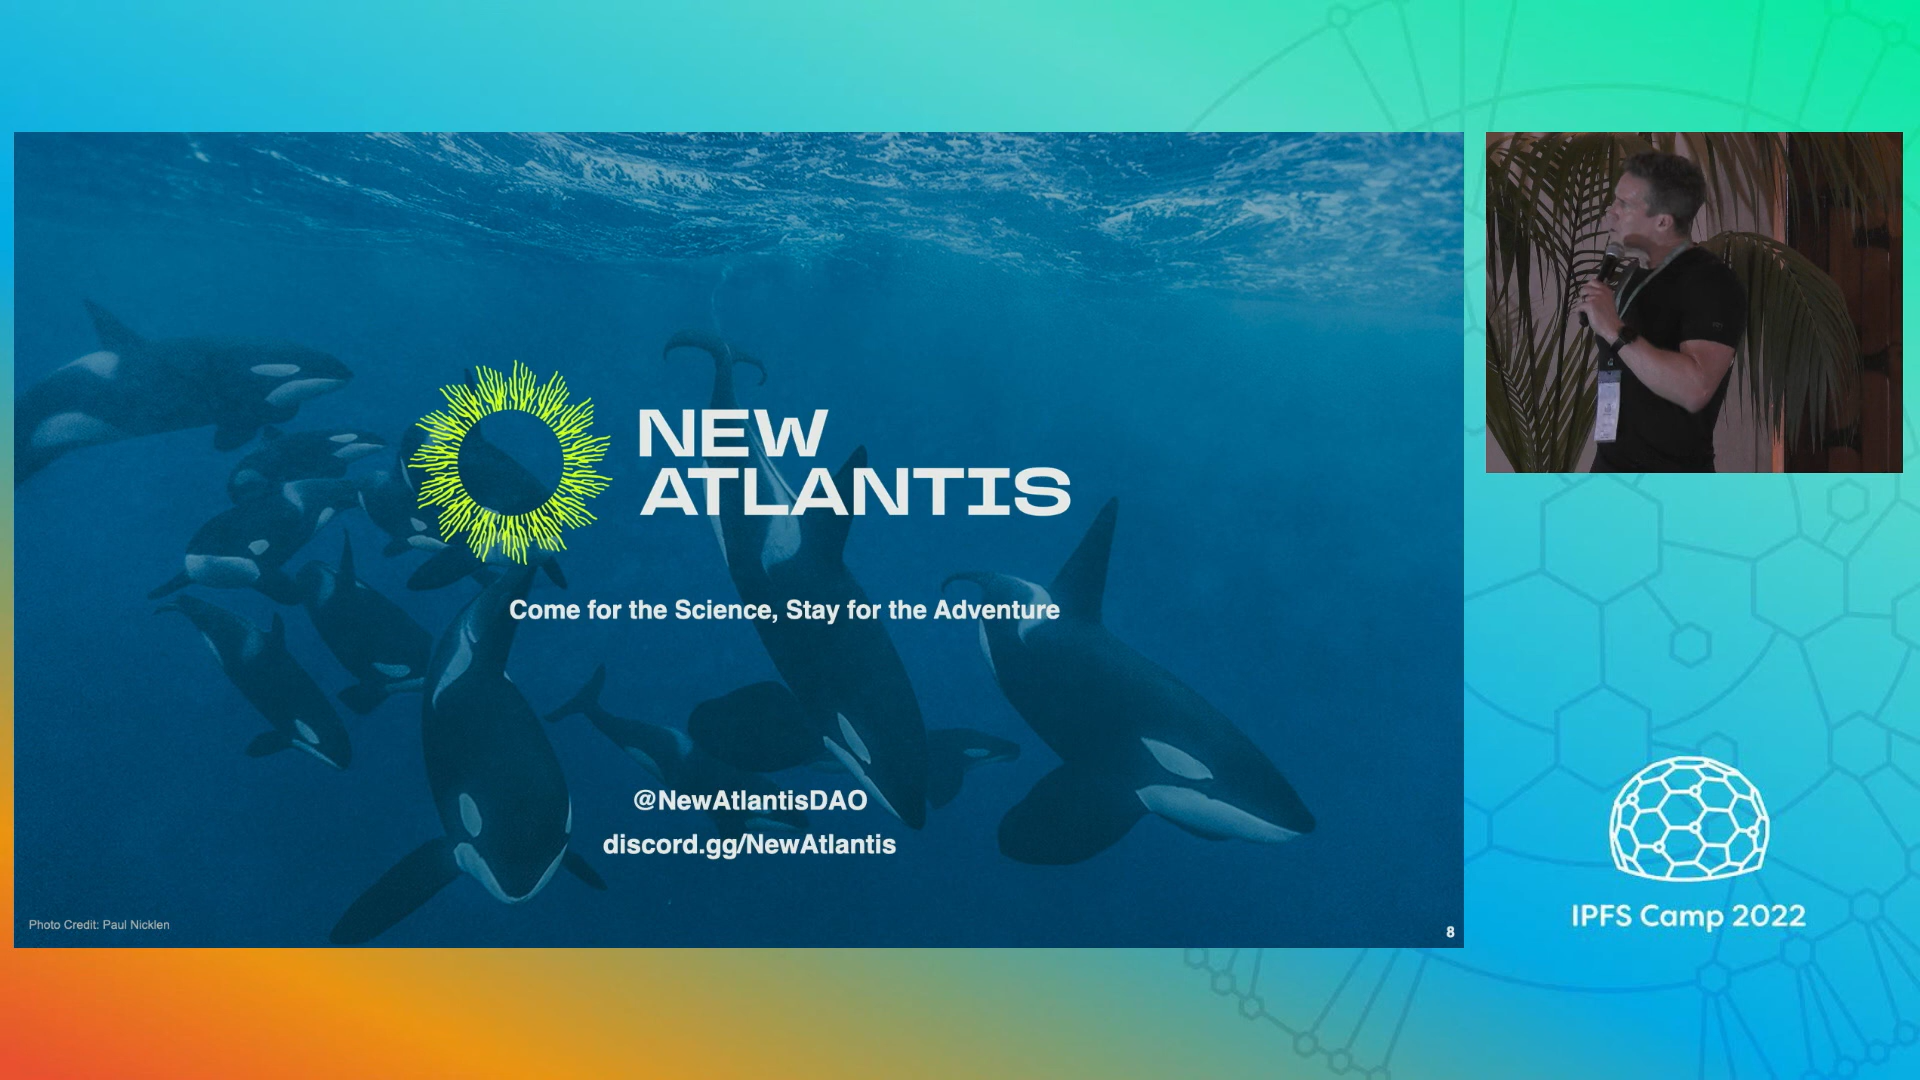 NEW
ATLANTIS
Come for the Science, Stay for the Adventure
@NewAtlantisDAO
discord.gg/NewAtlantis
Photo Credit: Paul Nicklen
8
IPFS Camp 2022